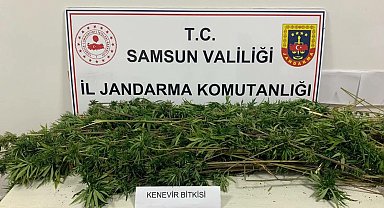 T.C.
SAMSUN VALİLİĞİ
İL JANDARMA KOMUTANLIĞI
KENEVİR BİTKİSİ